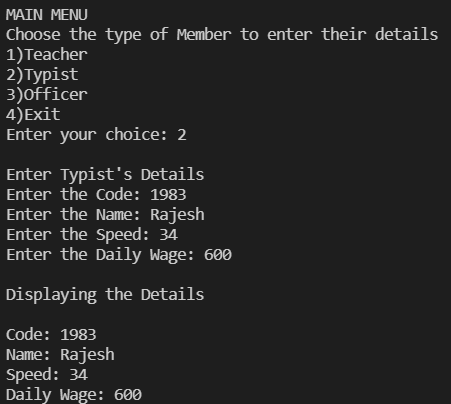 MAIN MENU
Choose the type of Member to enter their details
1)Teacher
2)Typist
3)Officer
4)Exit
Enter your choice: 2
Enter Typist's Details
Enter the Code: 1983
Enter the Name: Rajesh
Enter the Speed: 34
Enter the Daily Wage: 600
Displaying the Details
Code: 1983
Name: Rajesh
Speed: 34
Daily Wage: 600